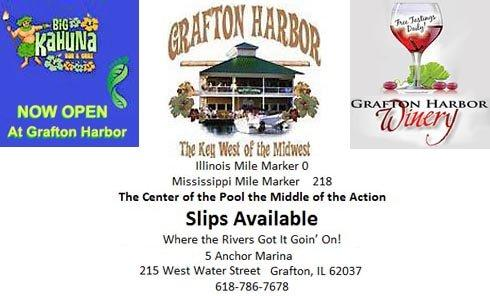 BIG
KAHUNA
BAR & GRILL
NOW OPEN
At Grafton Harbor
GRAFTON HARBOR
The Key West of the Midwest
Free Tastings
Daily!
GRAFTON HARBOR
Winery
Illinois Mile Marker 0
Mississippi Mile Marker 218
The Center of the Pool the Middle of the Action
Slips Available
Where the Rivers Got It Goin' On!
5 Anchor Marina
215 West Water Street Grafton, IL 62037
618-786-7678